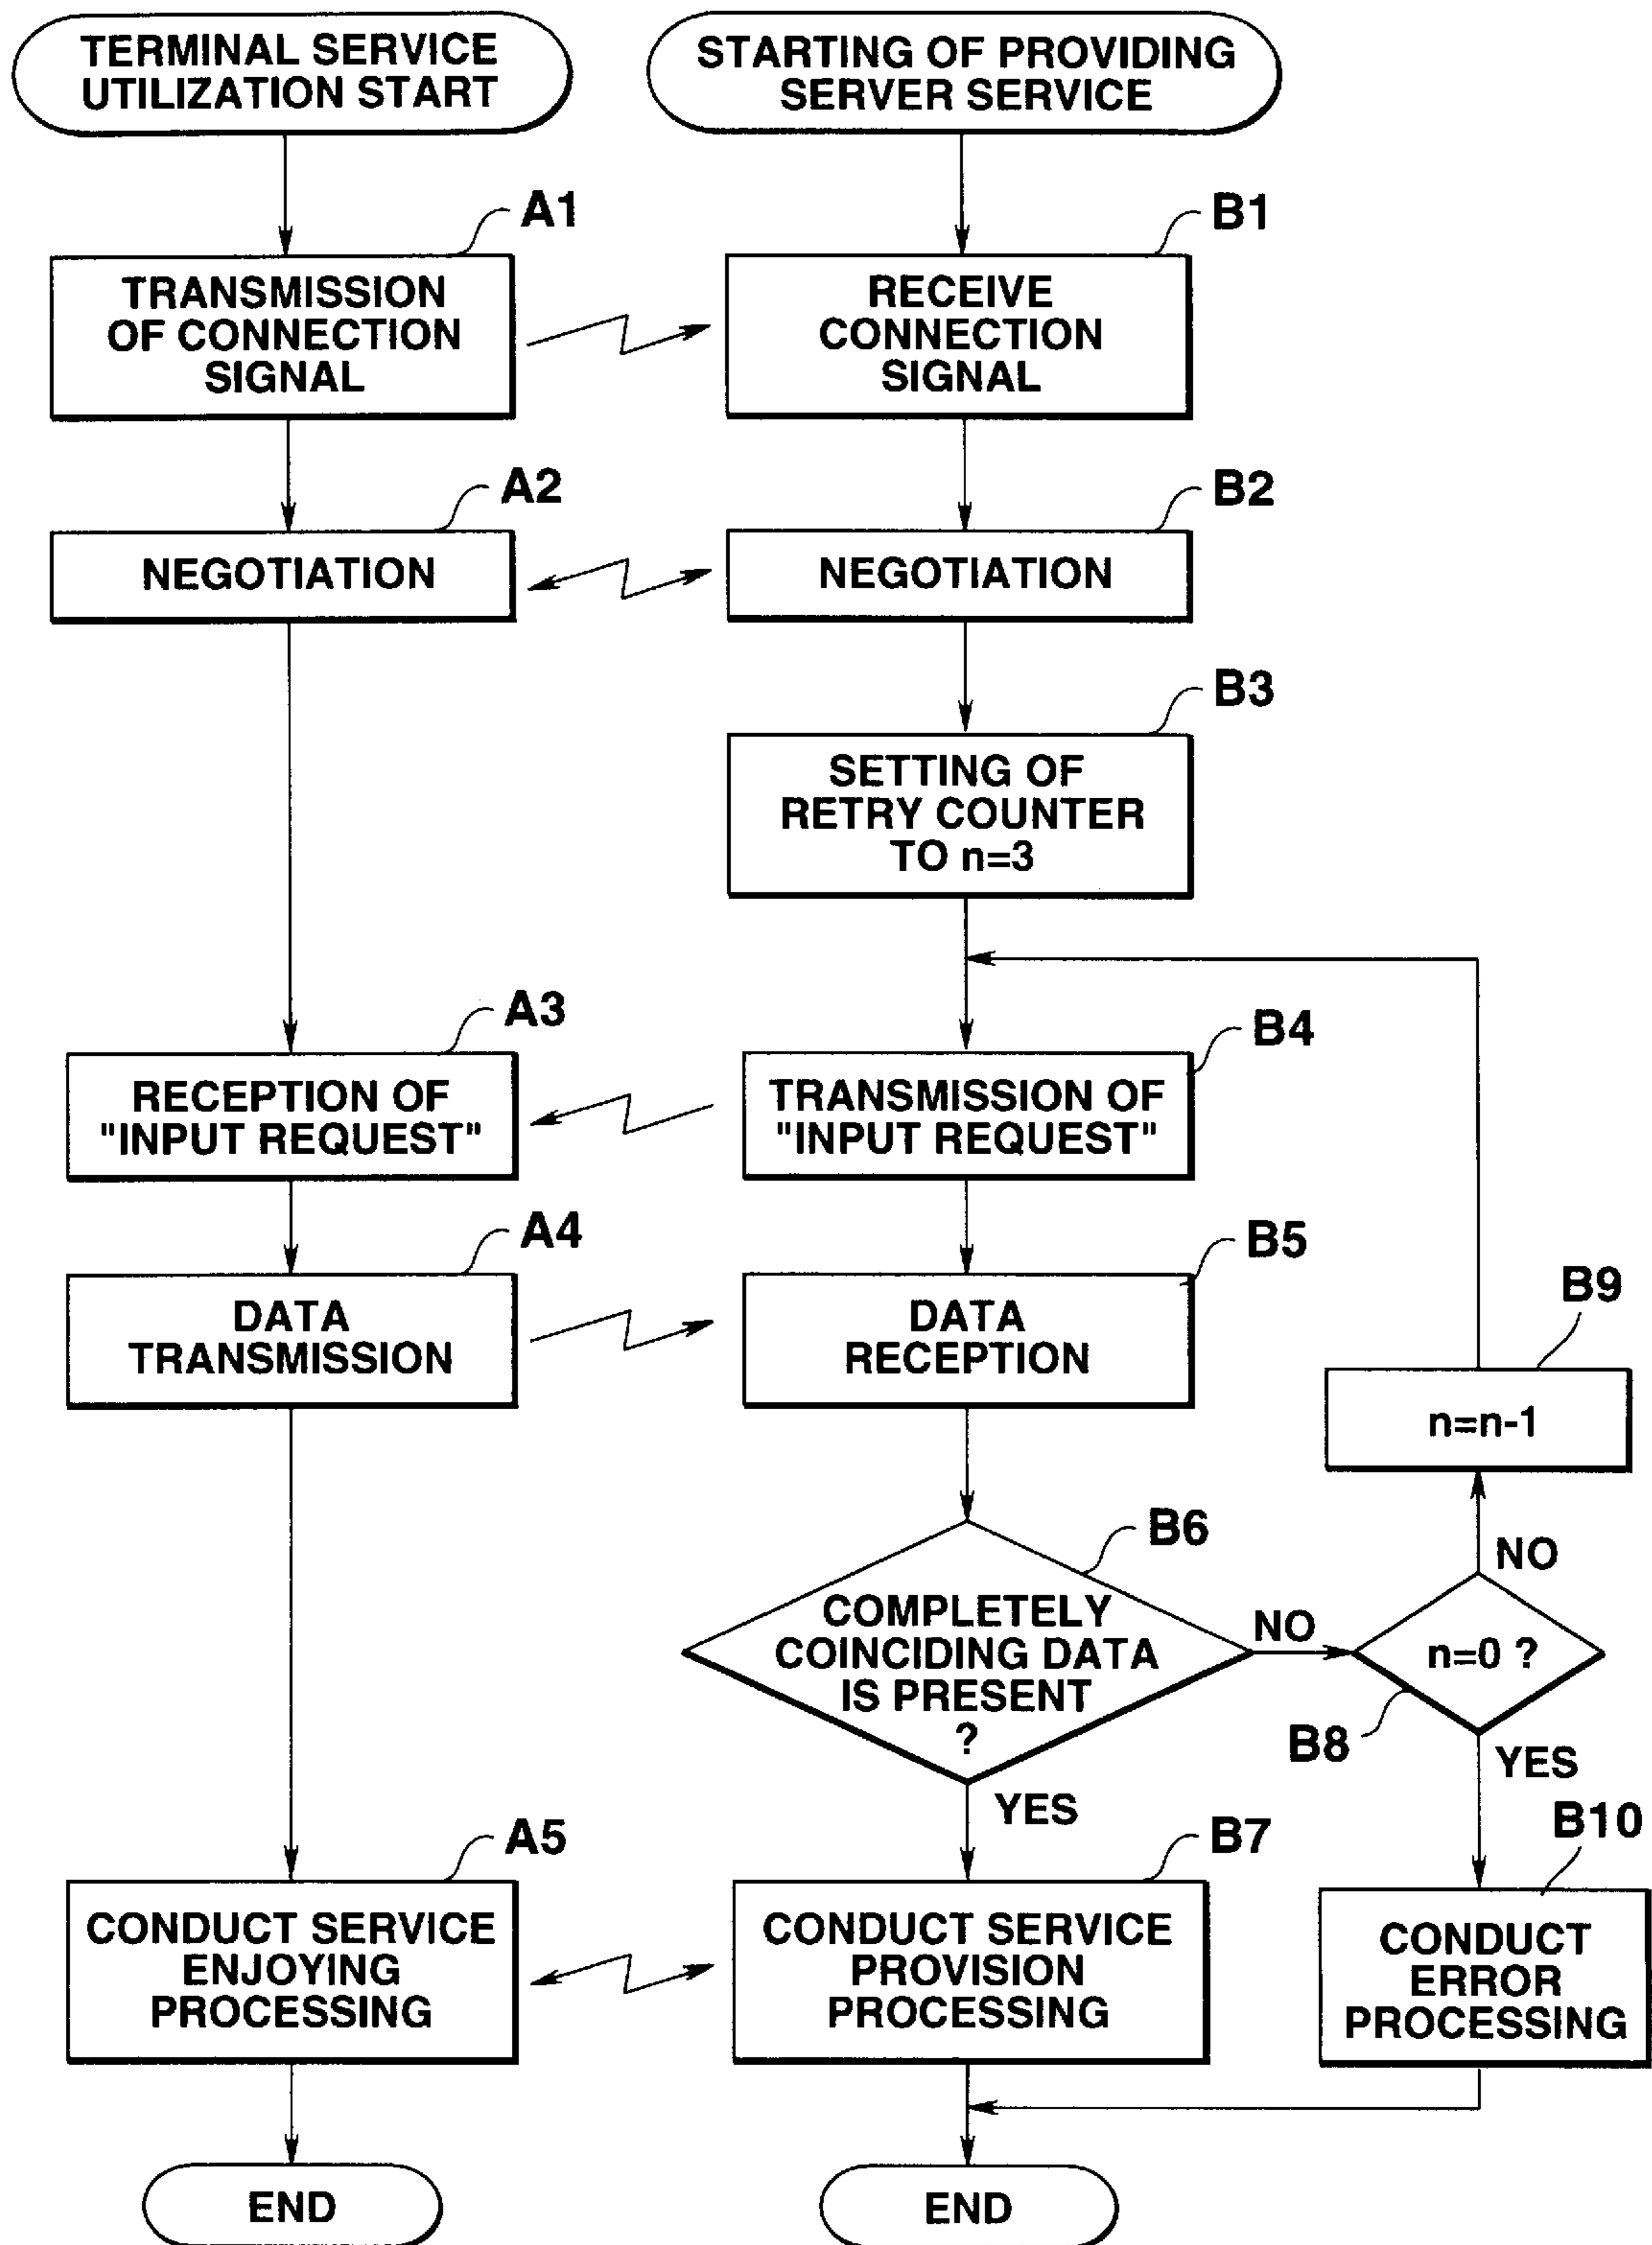 TERMINAL SERVICE
UTILIZATION START
STARTING OF PROVIDING
SERVER SERVICE
A1
TRANSMISSION
OF CONNECTION
SIGNAL
B1
RECEIVE
CONNECTION
SIGNAL
A2
NEGOTIATION
B2
NEGOTIATION
B3
SETTING OF
RETRY COUNTER
TO n=3
A3
RECEPTION OF
"INPUT REQUEST"
B4
TRANSMISSION OF
"INPUT REQUEST"
A4
DATA
TRANSMISSION
B5
DATA
RECEPTION
B9
n=n-1
B6
COMPLETELY
COINCIDING DATA
IS PRESENT
?
NO
NO
n=0 ?
B8
YES
YES
A5
CONDUCT SERVICE
ENJOYING
PROCESSING
B7
CONDUCT SERVICE
PROVISION
PROCESSING
B10
CONDUCT
ERROR
PROCESSING
END
END